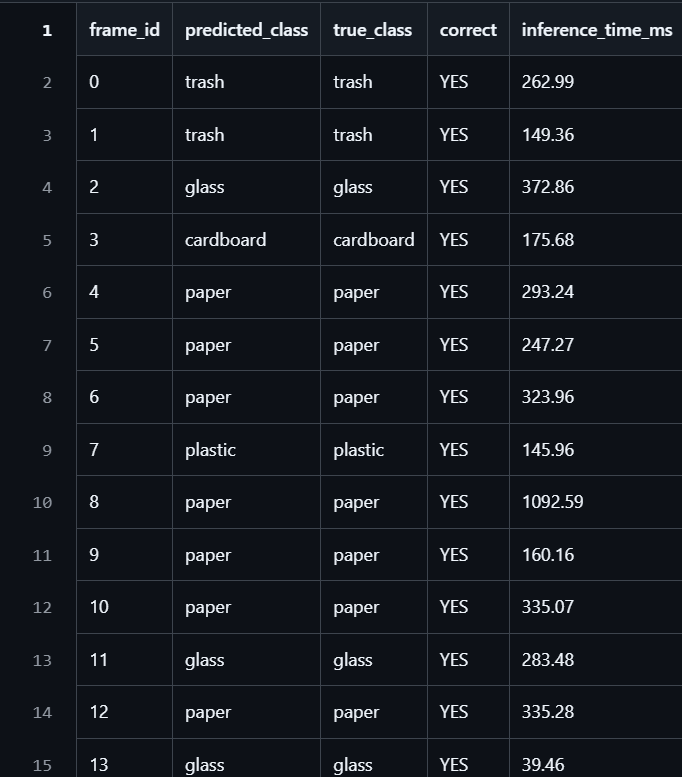 1 frame_id predicted_class true_class correct inference_time_ms
2 0 trash trash YES 262.99
3 1 trash trash YES 149.36
4 2 glass glass YES 372.86
5 3 cardboard cardboard YES 175.68
6 4 paper paper YES 293.24
7 5 paper paper YES 247.27
8 6 paper paper YES 323.96
9 7 plastic plastic YES 145.96
10 8 paper paper YES 1092.59
11 9 paper paper YES 160.16
12 10 paper paper YES 335.07
13 11 glass glass YES 283.48
14 12 paper paper YES 335.28
15 13 glass glass YES 39.46